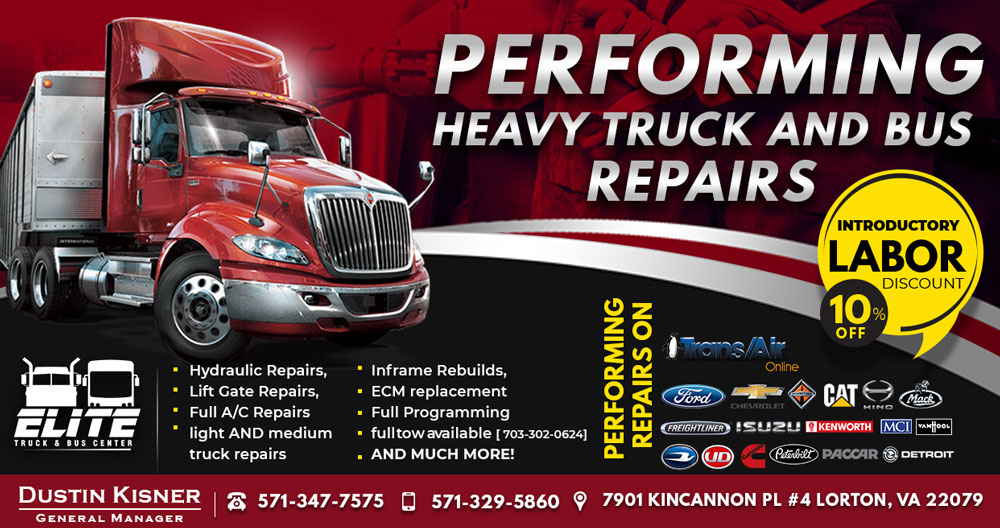 PERFORMING
HEAVY TRUCK AND BUS
REPAIRS
INTRODUCTORY
LABOR
DISCOUNT
10%
OFF
INTERNATIONAL
ELITE
TRUCK & BUS CENTER
Hydraulic Repairs,
Lift Gate Repairs,
Full A/C Repairs
light AND medium
truck repairs
Inframe Rebuilds,
ECM replacement
Full Programming
full tow available [ 703-302-0624]
AND MUCH MORE!
PERFORMING
REPAIRS ON
Trans/Air
Online
Ford
CHEVROLET
CAT
HINO
Mack
FREIGHTLINER
ISUZU
KENWORTH
MCI
VANHOOL
UD
Peterbilt
PACCAR
DETROIT
DUSTIN KISNER
GENERAL MANAGER
571-347-7575
571-329-5860
7901 KINCANNON PL #4 LORTON, VA 22079